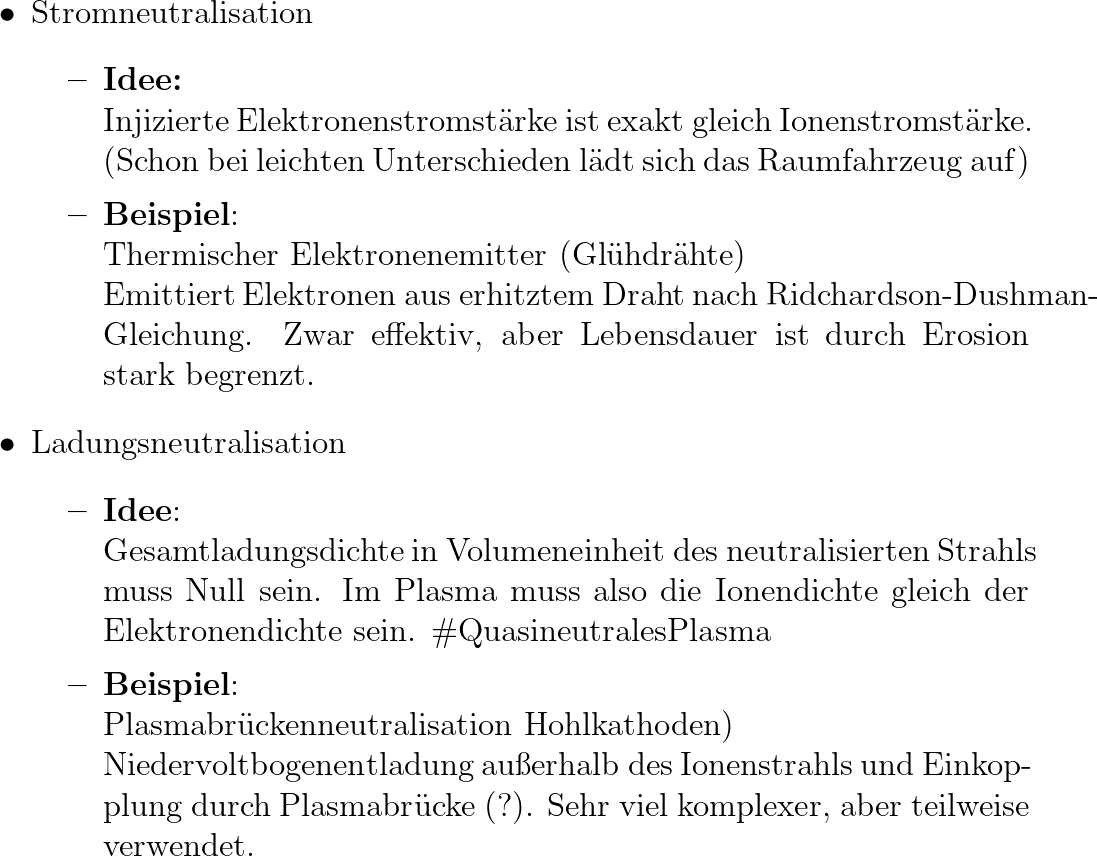 • Stromneutralisation
– Idee:
Injizierte Elektronenstromstärke ist exakt gleich Ionenstromstärke.
(Schon bei leichten Unterschieden lädt sich das Raumfahrzeug auf)
– Beispiel:
Thermischer Elektronenemitter (Glühdrähte)
Emittiert Elektronen aus erhitztem Draht nach Ridchardson-Dushman-
Gleichung. Zwar effektiv, aber Lebensdauer ist durch Erosion
stark begrenzt.
• Ladungsneutralisation
– Idee:
Gesamtladungsdichte in Volumeneinheit des neutralisierten Strahls
muss Null sein. Im Plasma muss also die Ionendichte gleich der
Elektronendichte sein. #QuasineutralesPlasma
– Beispiel:
Plasmabrückenneutralisation Hohlkathoden)
Niedervoltbogenentladung außerhalb des Ionenstrahls und Einkop-
plung durch Plasmabrücke (?). Sehr viel komplexer, aber teilweise
verwendet.